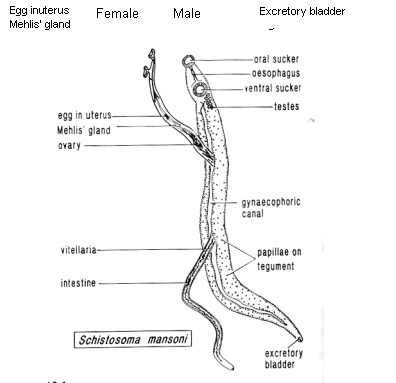 Egg inuterus
Mehlis' gland
Female
Male
Excretory bladder
oral sucker
oesophagus
ventral sucker
testes
egg in uterus
Mehlis' gland
ovary
gynaecophoric
canal
vitellaria
papillae on
tegument
intestine
Schistosoma mansoni
excretory
bladder